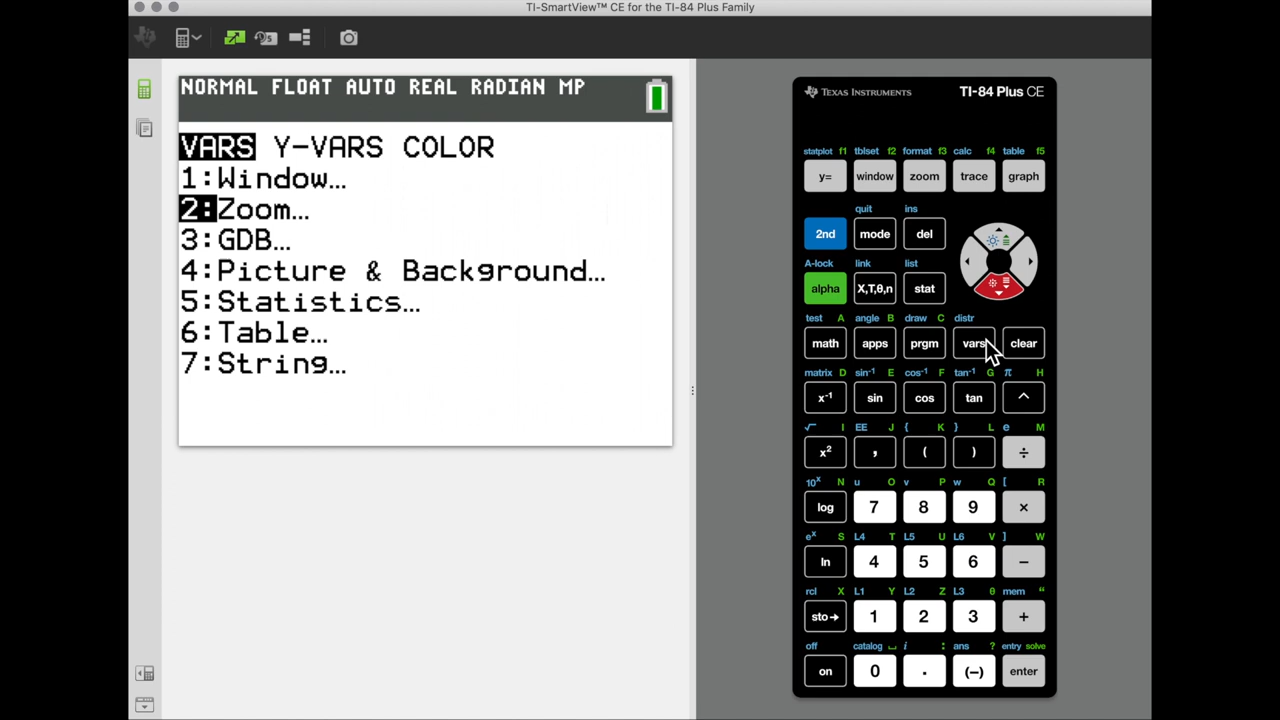 TI-SmartView™ CE for the TI-84 Plus Family
NORMAL FLOAT AUTO REAL RADIAN MP
VARS Y-VARS COLOR
1:Window…
2:Zoom…
3:GDB…
4:Picture & Background…
5:Statistics…
6:Table…
7:String…
TEXAS INSTRUMENTS TI-84 Plus CE
statplot f1 tblset f2 format f3 calc f4 table f5
y= window zoom trace graph
quit ins
2nd mode del
A-lock link list
alpha X,T,θ,n stat
test A angle B draw C distr
math apps prgm vars clear
matrix D sin⁻¹ E cos⁻¹ F tan⁻¹ G π H
x⁻¹ sin cos tan ^
√ I EE J { K } L e M
x² , ( ) ÷
10ˣ N u O v P w Q [ R
log 7 8 9 ×
eˣ S L4 T L5 U L6 V ] W
ln 4 5 6 −
rcl X L1 Y L2 Z L3 θ mem “
sto→ 1 2 3 +
off catalog ⎵ i : ans ? entry solve
on 0 . (−) enter